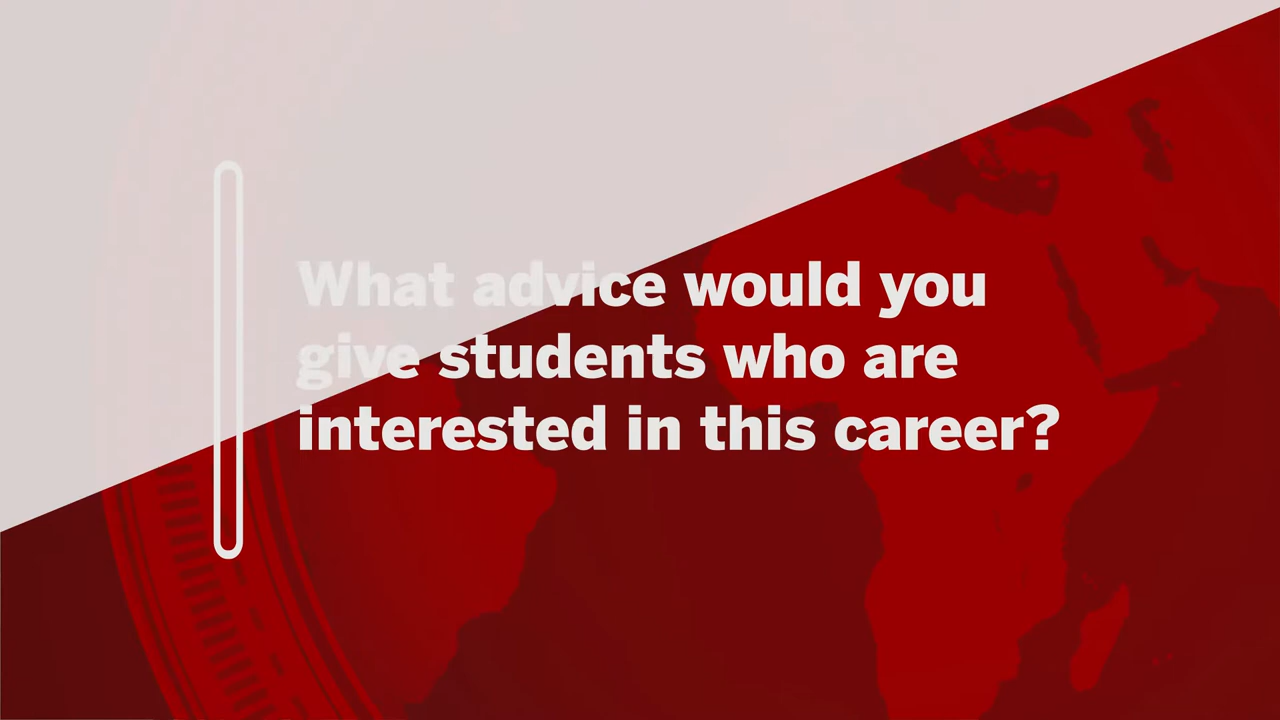 What advice would you
give students who are
interested in this career?